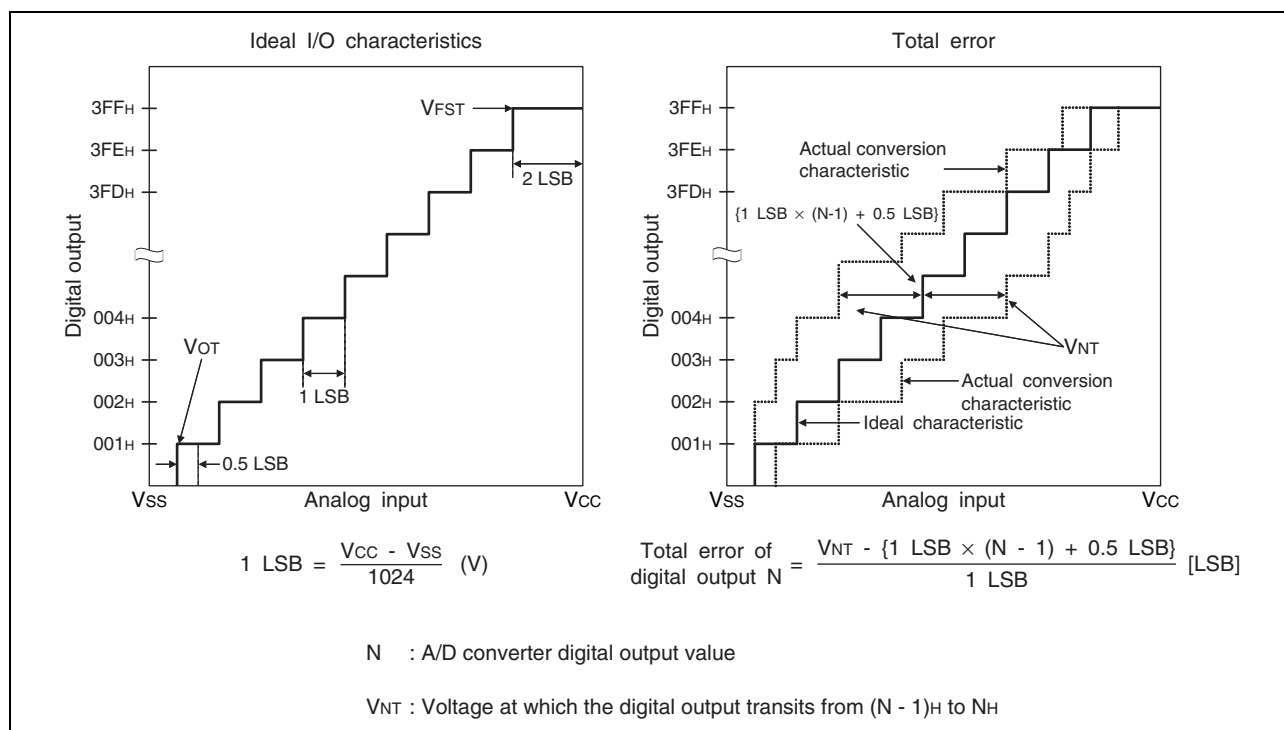 Ideal I/O characteristics
3FFH
3FEH
3FDH
004H
003H
002H
001H
Digital output
VFST
2 LSB
VOT
1 LSB
0.5 LSB
VSS
Analog input
VCC
1 LSB = VCC - VSS / 1024 (V)
Total error
3FFH
3FEH
3FDH
004H
003H
002H
001H
Digital output
Actual conversion
characteristic
{1 LSB × (N-1) + 0.5 LSB}
VNT
Actual conversion
characteristic
Ideal characteristic
VSS
Analog input
VCC
Total error of
digital output N = VNT - {1 LSB × (N - 1) + 0.5 LSB} / 1 LSB [LSB]
N : A/D converter digital output value
VNT : Voltage at which the digital output transits from (N - 1)H to NH